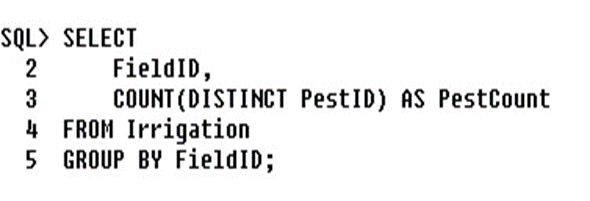 SQL> SELECT
2 FieldID,
3 COUNT(DISTINCT PestID) AS PestCount
4 FROM Irrigation
5 GROUP BY FieldID;